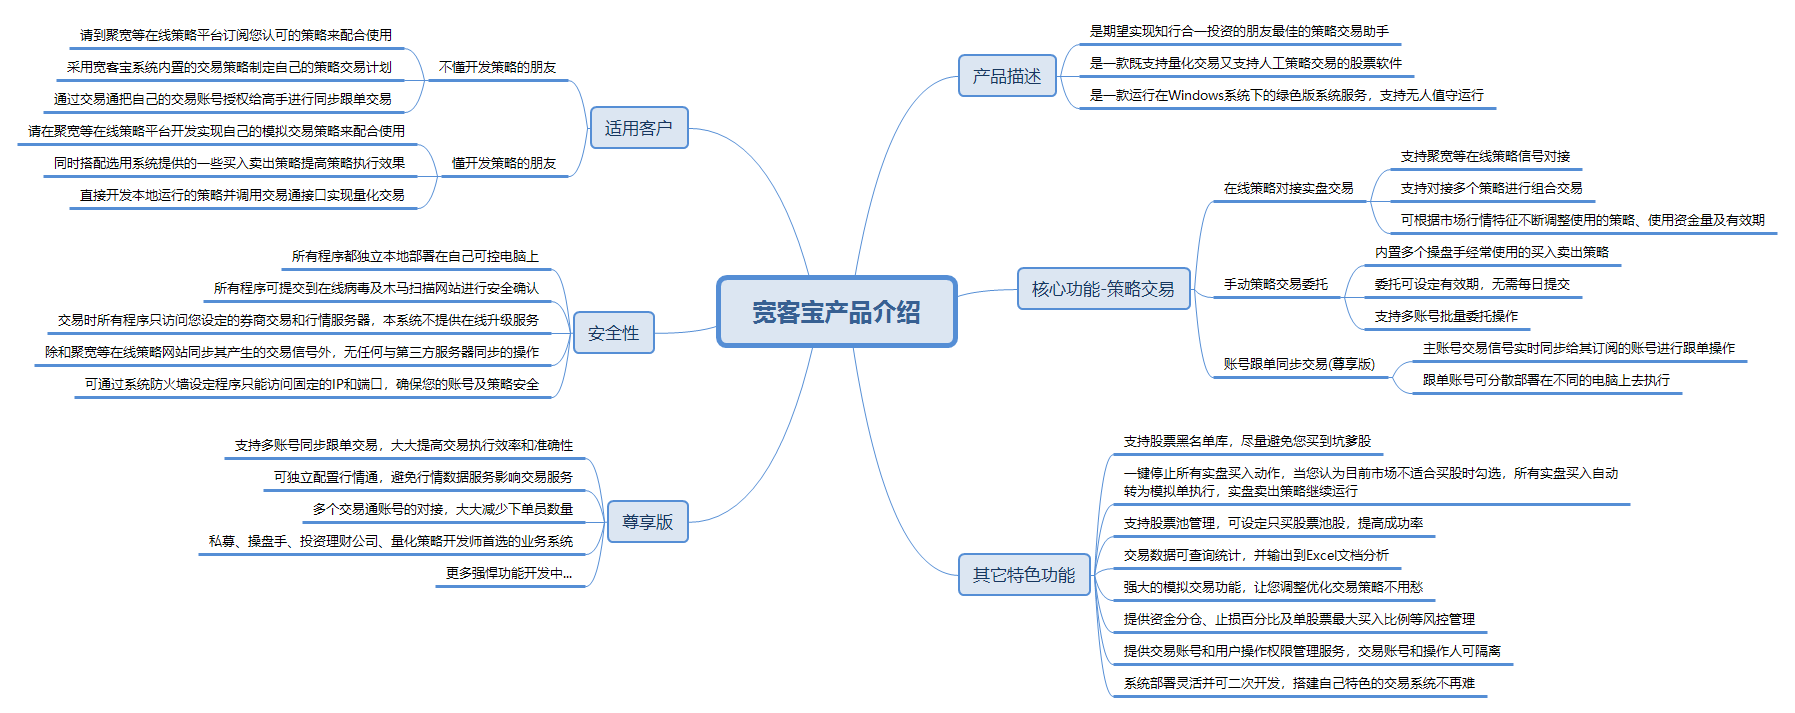 宽客宝产品介绍
产品描述
是期望实现知行合一投资的朋友最佳的策略交易助手
是一款既支持量化交易又支持人工策略交易的股票软件
是一款运行在Windows系统下的绿色版系统服务，支持无人值守运行
核心功能-策略交易
在线策略对接实盘交易
支持聚宽等在线策略信号对接
支持对接多个策略进行组合交易
可根据市场行情特征不断调整使用的策略、使用资金量及有效期
手动策略交易委托
内置多个操盘手经常使用的买入卖出策略
委托可设定有效期，无需每日提交
支持多账号批量委托操作
账号跟单同步交易(尊享版)
主账号交易信号实时同步给其订阅的账号进行跟单操作
跟单账号可分散部署在不同的电脑上去执行
其它特色功能
支持股票黑名单库，尽量避免您买到坑爹股
一键停止所有实盘买入动作，当您认为目前市场不适合买股时勾选，所有实盘买入自动
转为模拟单执行，实盘卖出策略继续运行
支持股票池管理，可设定只买股票池股，提高成功率
交易数据可查询统计，并输出到Excel文档分析
强大的模拟交易功能，让您调整优化交易策略不用愁
提供资金分仓、止损百分比及单股票最大买入比例等风控管理
提供交易账号和用户操作权限管理服务，交易账号和操作人可隔离
系统部署灵活并可二次开发，搭建自己特色的交易系统不再难
适用客户
不懂开发策略的朋友
请到聚宽等在线策略平台订阅您认可的策略来配合使用
采用宽客宝系统内置的交易策略制定自己的策略交易计划
通过交易通把自己的交易账号授权给高手进行同步跟单交易
懂开发策略的朋友
请在聚宽等在线策略平台开发实现自己的模拟交易策略来配合使用
同时搭配选用系统提供的一些买入卖出策略提高策略执行效果
直接开发本地运行的策略并调用交易通接口实现量化交易
安全性
所有程序都独立本地部署在自己可控电脑上
所有程序可提交到在线病毒及木马扫描网站进行安全确认
交易时所有程序只访问您设定的券商交易和行情服务器，本系统不提供在线升级服务
除和聚宽等在线策略网站同步其产生的交易信号外，无任何与第三方服务器同步的操作
可通过系统防火墙设定程序只能访问固定的IP和端口，确保您的账号及策略安全
尊享版
支持多账号同步跟单交易，大大提高交易执行效率和准确性
可独立配置行情通，避免行情数据服务影响交易服务
多个交易通账号的对接，大大减少下单员数量
私募、操盘手、投资理财公司、量化策略开发师首选的业务系统
更多强悍功能开发中...